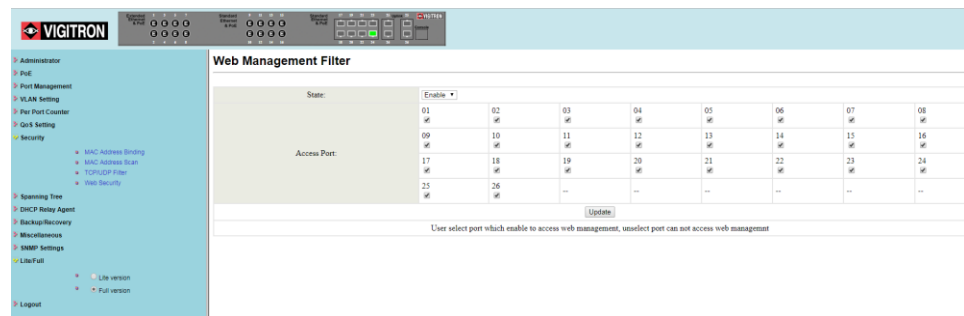 VIGITRON
VIGITRON
Administrator
PoE
Port Management
VLAN Setting
Per Port Counter
QoS Setting
Security
MAC Address Binding
MAC Address Scan
TCP/UDP Filter
Web Security
Spanning Tree
DHCP Relay Agent
Backup/Recovery
Miscellaneous
SNMP Settings
Lite/Full
Lite version
Full version
Logout
Web Management Filter
State: Enable
Access Port:
01 02 03 04 05 06 07 08
09 10 11 12 13 14 15 16
17 18 19 20 21 22 23 24
25 26 -- -- -- -- -- --
Update
User select port which enable to access web management, unselect port can not access web managemnt